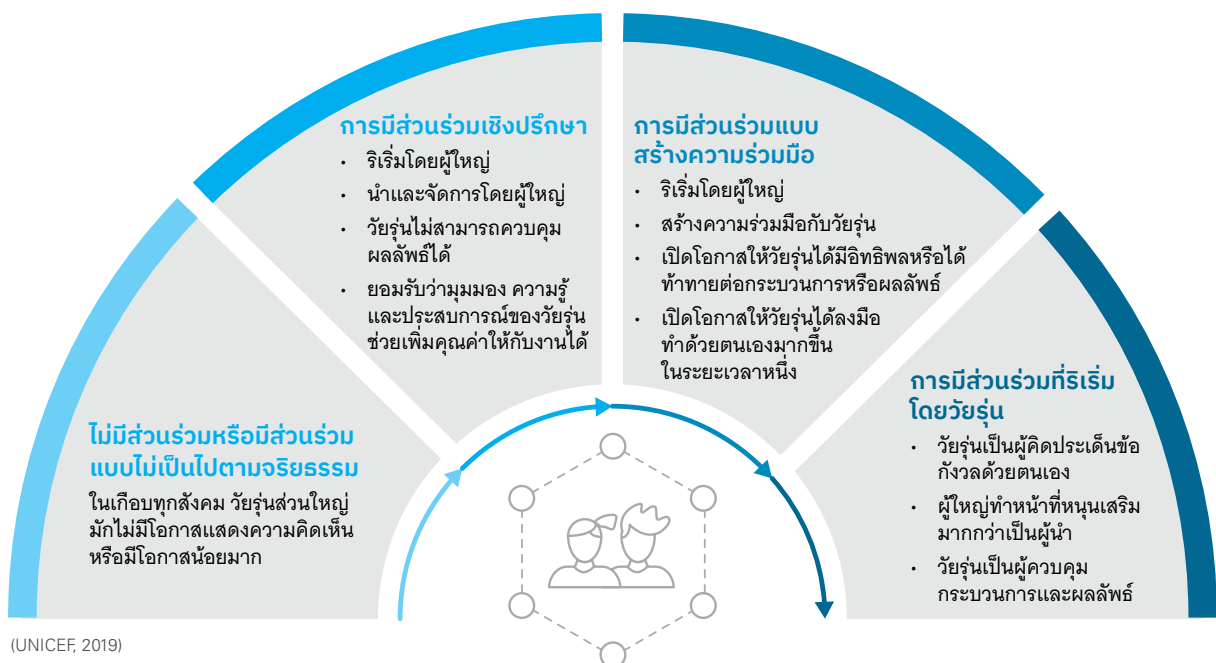 ไม่มีส่วนร่วมหรือมีส่วนร่วม
แบบไม่เป็นไปตามจริยธรรม
ในเกือบทุกสังคม วัยรุ่นส่วนใหญ่
มักไม่มีโอกาสแสดงความคิดเห็น
หรือมีโอกาสน้อยมาก
การมีส่วนร่วมเชิงปรึกษา
• ริเริ่มโดยผู้ใหญ่
• นำและจัดการโดยผู้ใหญ่
• วัยรุ่นไม่สามารถควบคุม
ผลลัพธ์ได้
• ยอมรับว่ามุมมอง ความรู้
และประสบการณ์ของวัยรุ่น
ช่วยเพิ่มคุณค่าให้กับงานได้
การมีส่วนร่วมแบบ
สร้างความร่วมมือ
• ริเริ่มโดยผู้ใหญ่
• สร้างความร่วมมือกับวัยรุ่น
• เปิดโอกาสให้วัยรุ่นได้มีอิทธิพลหรือได้
ท้าทายต่อกระบวนการหรือผลลัพธ์
• เปิดโอกาสให้วัยรุ่นได้ลงมือ
ทำด้วยตนเองมากขึ้น
ในระยะเวลาหนึ่ง
การมีส่วนร่วมที่ริเริ่ม
โดยวัยรุ่น
• วัยรุ่นเป็นผู้คิดประเด็นข้อ
กังวลด้วยตนเอง
• ผู้ใหญ่ทำหน้าที่หนุนเสริม
มากกว่าเป็นผู้นำ
• วัยรุ่นเป็นผู้ควบคุม
กระบวนการและผลลัพธ์
(UNICEF, 2019)